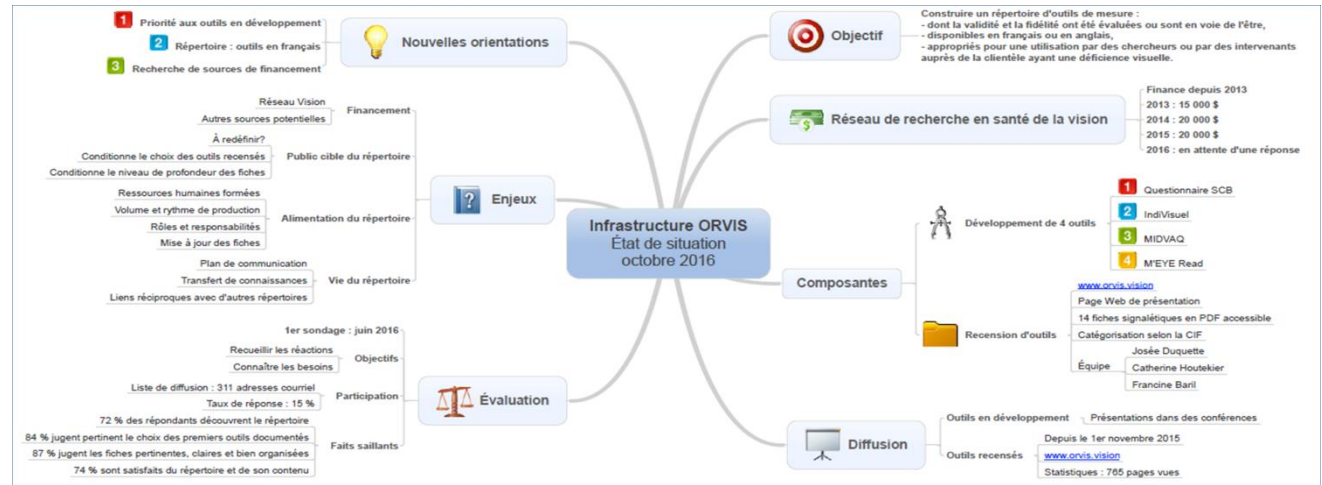 Infrastructure ORVIS
État de situation
octobre 2016
Objectif
Construire un répertoire d'outils de mesure :
- dont la validité et la fidélité ont été évaluées ou sont en voie de l'être,
- disponibles en français ou en anglais,
- appropriés pour une utilisation par des chercheurs ou par des intervenants
auprès de la clientèle ayant une déficience visuelle.
Réseau de recherche en santé de la vision
Finance depuis 2013
2013 : 15 000 $
2014 : 20 000 $
2015 : 20 000 $
2016 : en attente d'une réponse
Composantes
Développement de 4 outils
1 Questionnaire SCB
2 IndiVisuel
3 MIDVAQ
4 M'EYE Read
Recension d'outils
www.orvis.vision
Page Web de présentation
14 fiches signalétiques en PDF accessible
Catégorisation selon la CIF
Équipe
Josée Duquette
Catherine Houtekier
Francine Baril
Diffusion
Outils en développement
Présentations dans des conférences
Outils recensés
Depuis le 1er novembre 2015
www.orvis.vision
Statistiques : 765 pages vues
Nouvelles orientations
1 Priorité aux outils en développement
2 Répertoire : outils en français
3 Recherche de sources de financement
Enjeux
Financement
Réseau Vision
Autres sources potentielles
Public cible du répertoire
À redéfinir?
Conditionne le choix des outils recensés
Conditionne le niveau de profondeur des fiches
Alimentation du répertoire
Ressources humaines formées
Volume et rythme de production
Rôles et responsabilités
Mise à jour des fiches
Vie du répertoire
Plan de communication
Transfert de connaissances
Liens réciproques avec d'autres répertoires
Évaluation
1er sondage : juin 2016
Objectifs
Recueillir les réactions
Connaître les besoins
Participation
Liste de diffusion : 311 adresses courriel
Taux de réponse : 15 %
Faits saillants
72 % des répondants découvrent le répertoire
84 % jugent pertinent le choix des premiers outils documentés
87 % jugent les fiches pertinentes, claires et bien organisées
74 % sont satisfaits du répertoire et de son contenu